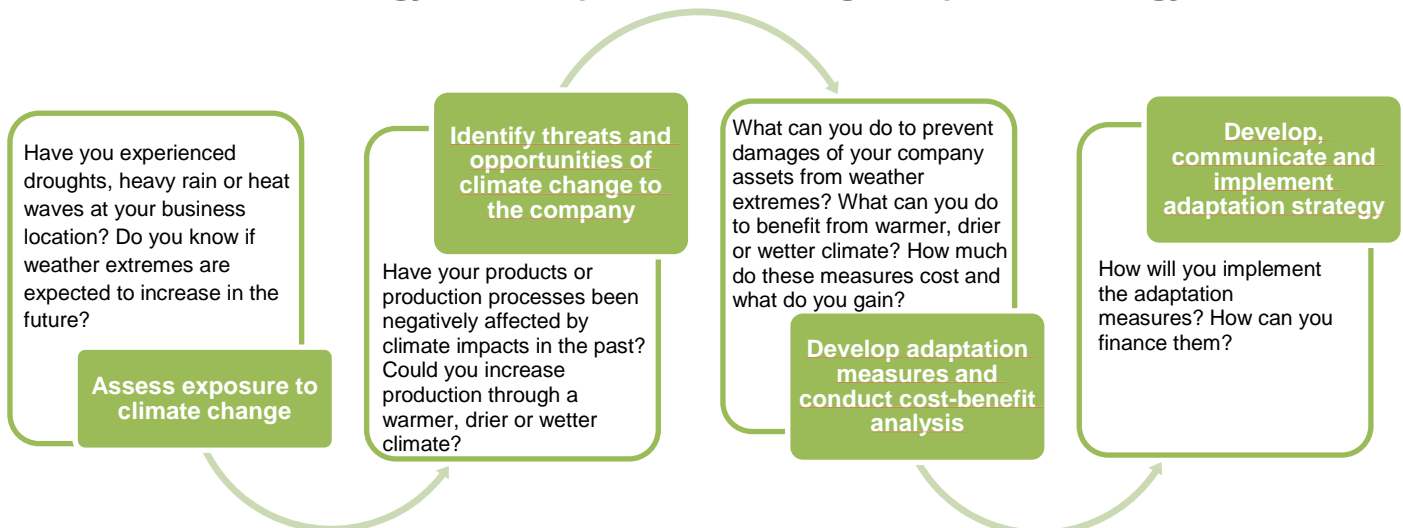 Have you experienced
droughts, heavy rain or heat
waves at your business
location? Do you know if
weather extremes are
expected to increase in the
future?
Assess exposure to
climate change
Identify threats and
opportunities of
climate change to
the company
Have your products or
production processes been
negatively affected by
climate impacts in the past?
Could you increase
production through a
warmer, drier or wetter
climate?
What can you do to prevent
damages of your company
assets from weather
extremes? What can you do
to benefit from warmer, drier
or wetter climate? How much
do these measures cost and
what do you gain?
Develop adaptation
measures and
conduct cost-benefit
analysis
Develop,
communicate and
implement
adaptation strategy
How will you implement
the adaptation
measures? How can you
finance them?